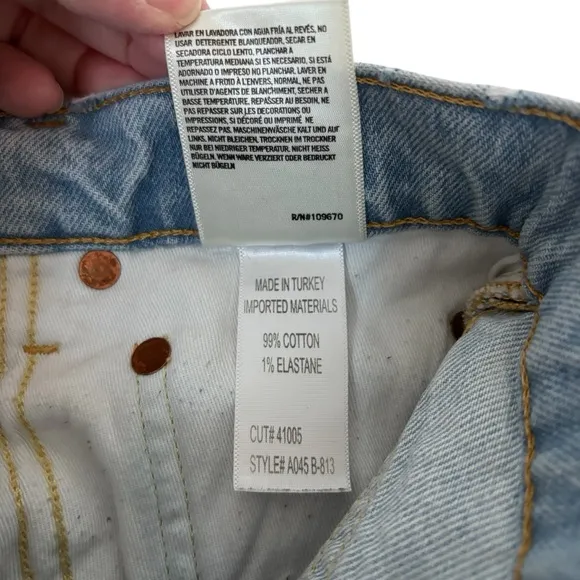 LAVAR EN LAVADORA CON AGUA FRÍA AL REVÉS, NO
USAR DETERGENTE BLANQUEADOR, SECAR EN
SECADORA CICLO LENTO, PLANCHAR A
TEMPERATURA MEDIANA SI ES NECESARIO, SI ESTÁ
ADORNADO O IMPRESO NO PLANCHAR, LAVER EN
MACHINE A FROID À L'ENVERS, NORMAL, NE PAS
UTILISER D'AGENTS DE BLANCHIMENT, SECHER A
BASSE TEMPÉRATURE. REPASSER AU BESOIN, NE
PAS REPASSER SUR LES DECORATIONS OU
IMPRESSIONS, SI DÉCORÉ OU IMPRIMÉ NE
REPASSEZ PAS, MASCHINENWÄSCHE KALT UND AUF
LINKS, NICHT BLEICHEN, TROCKEN IM TROCKNER
NUR BEI NIEDRIGER TEMPERATUR, NICHT HEISS
BÜGELN, WENN WARE VERZIERT ODER BEDRUCKT
NICHT BÜGELN
R/N#109670
MADE IN TURKEY
IMPORTED MATERIALS
99% COTTON
1% ELASTANE
CUT# 41005
STYLE# A045 B-813